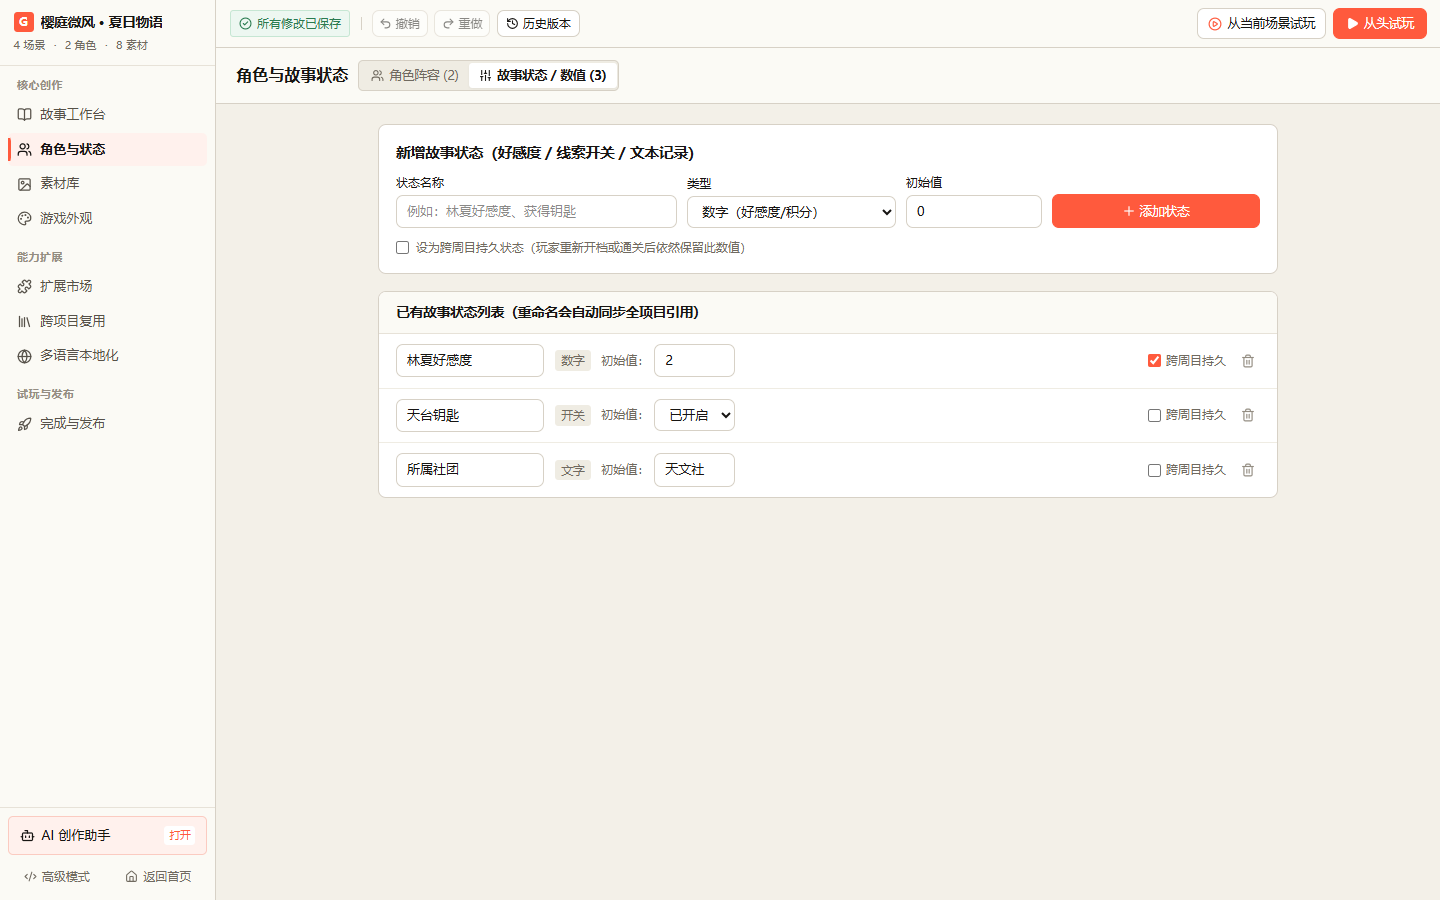 G 樱庭微风 • 夏日物语
4 场景 · 2 角色 · 8 素材
核心创作
故事工作台
角色与状态
素材库
游戏外观
能力扩展
扩展市场
跨项目复用
多语言本地化
试玩与发布
完成与发布
AI 创作助手 打开
高级模式 返回首页
所有修改已保存 撤销 重做 历史版本 从当前场景试玩 从头试玩
角色与故事状态 角色阵容 (2) 故事状态 / 数值 (3)
新增故事状态（好感度 / 线索开关 / 文本记录）
状态名称 类型 初始值
例如：林夏好感度、获得钥匙 数字（好感度/积分） 0 添加状态
设为跨周目持久状态（玩家重新开档或通关后依然保留此数值）
已有故事状态列表（重命名会自动同步全项目引用）
林夏好感度 数字 初始值： 2 跨周目持久
天台钥匙 开关 初始值： 已开启 跨周目持久
所属社团 文字 初始值： 天文社 跨周目持久